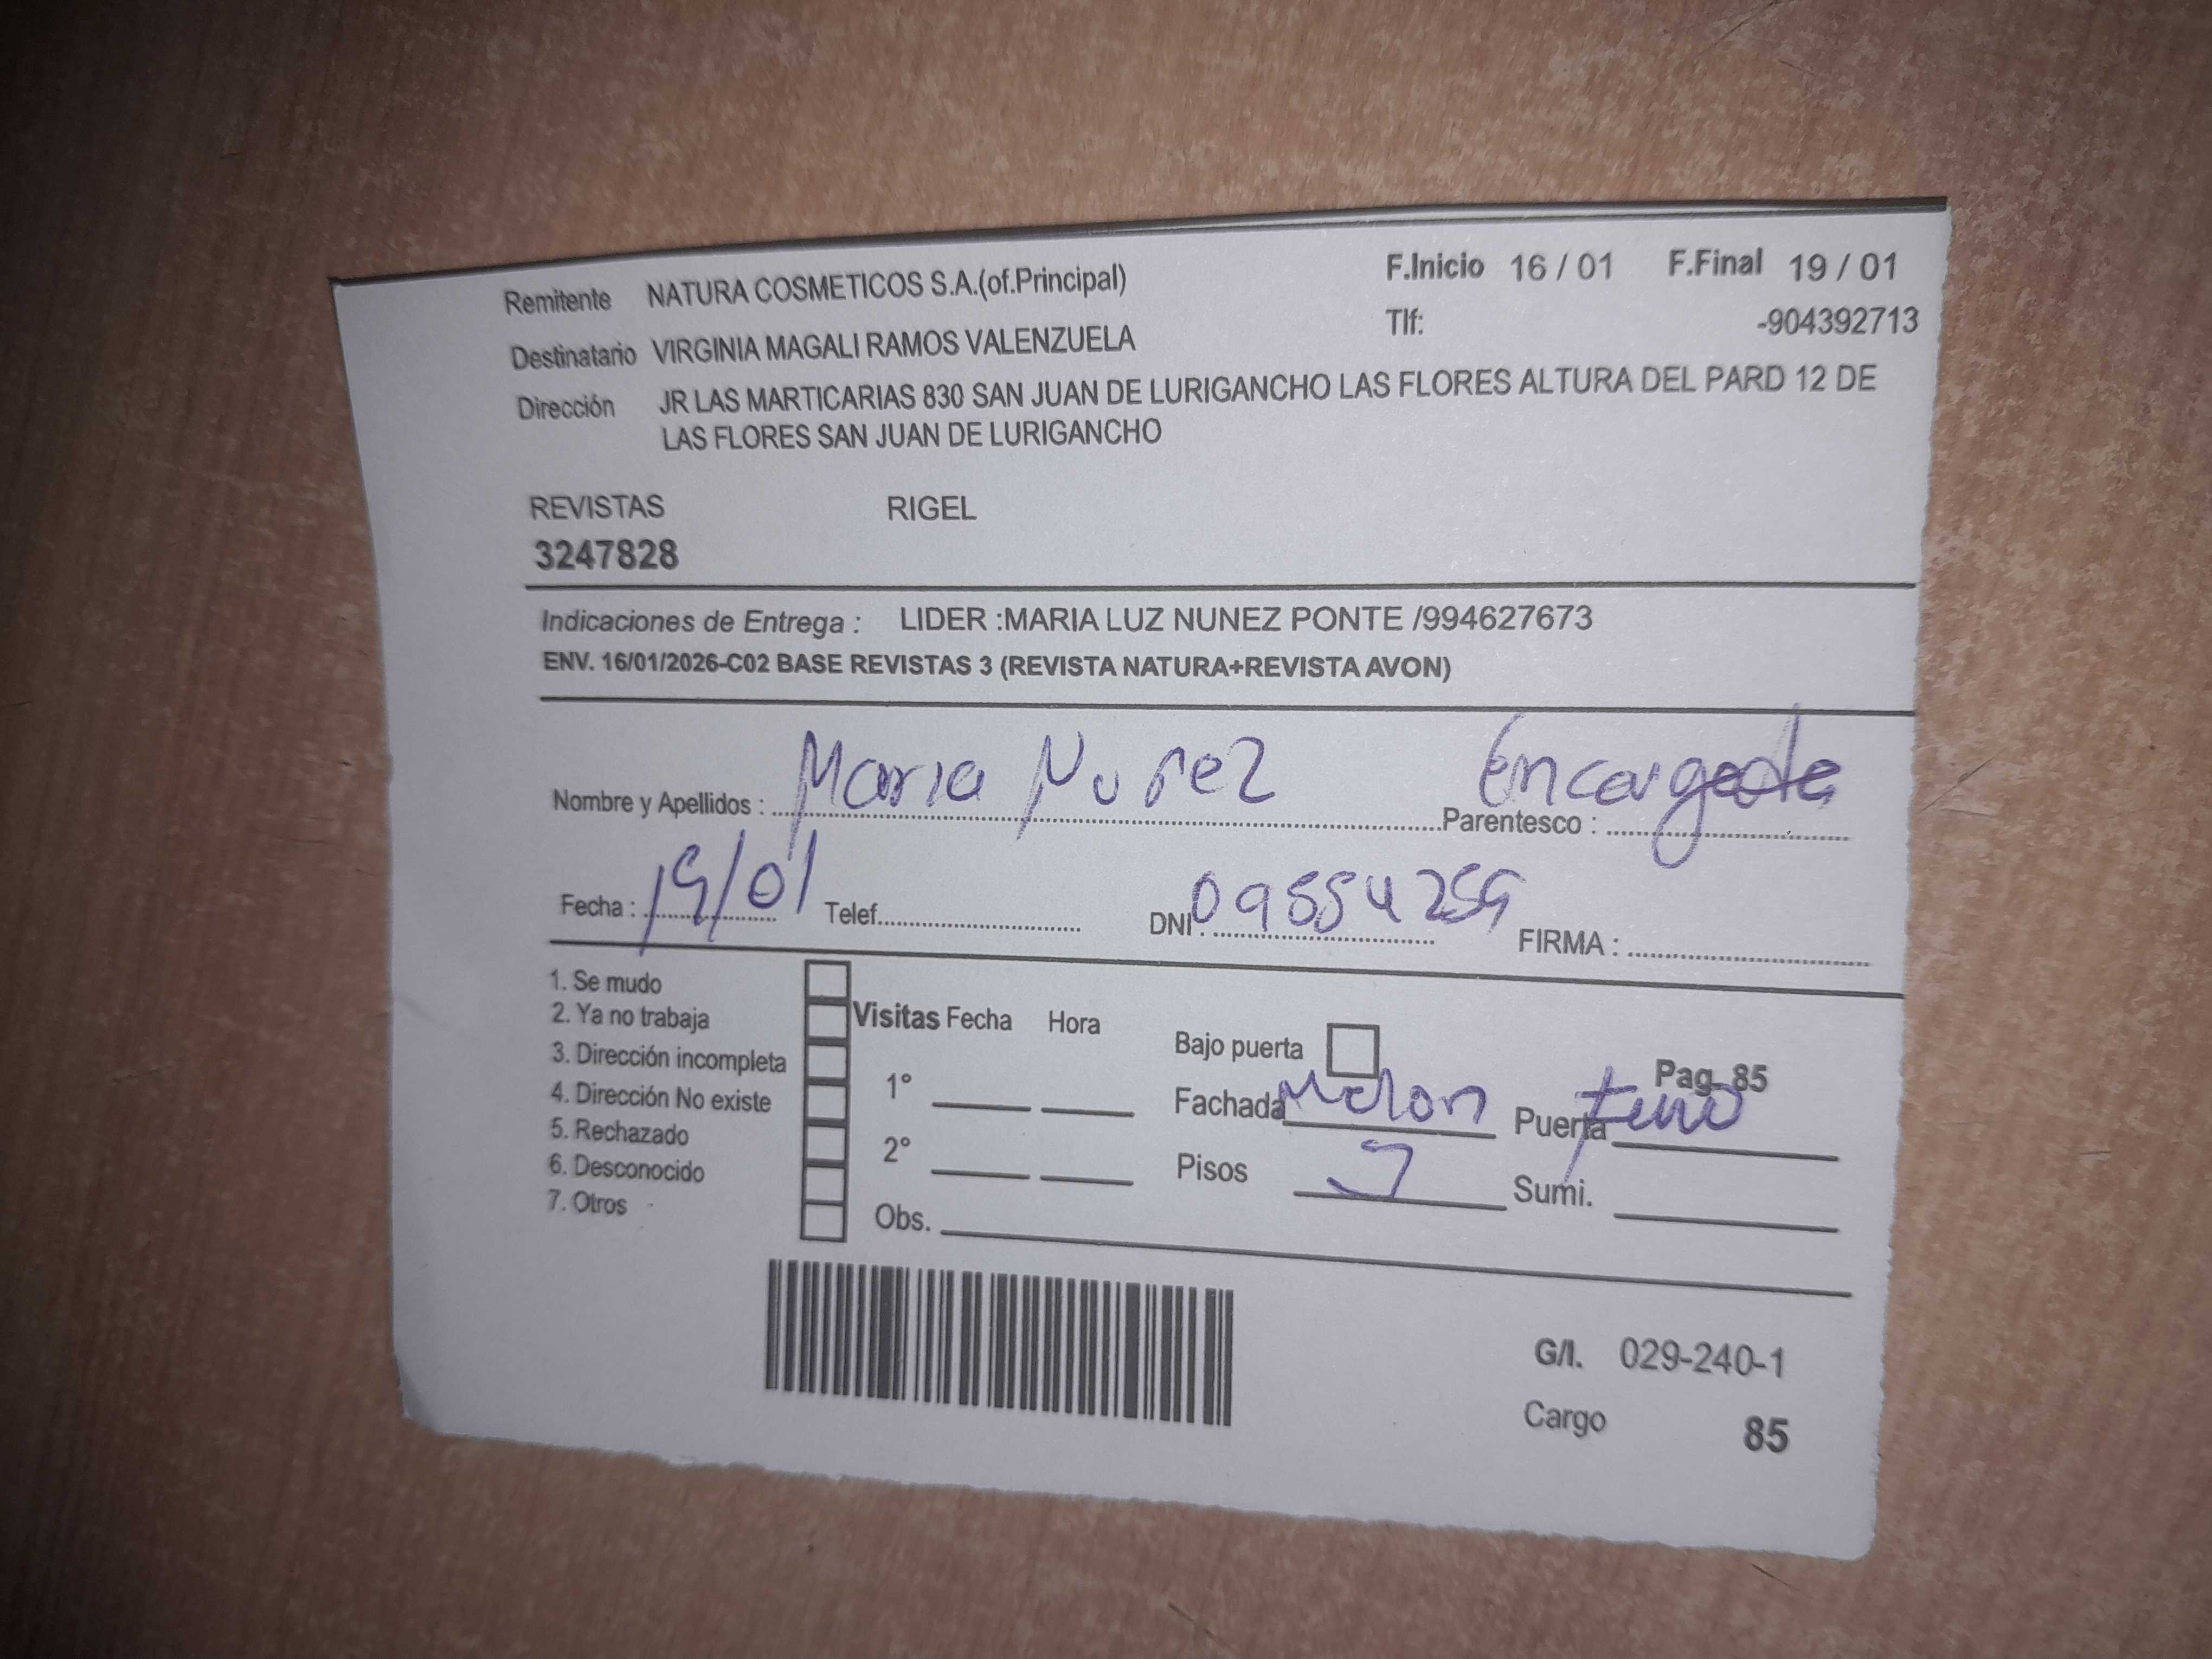 Remitente NATURA COSMETICOS S.A.(of.Principal) F.Inicio 16 / 01 F.Final 19 / 01
Destinatario VIRGINIA MAGALI RAMOS VALENZUELA Tlf: -904392713
Dirección JR LAS MARTICARIAS 830 SAN JUAN DE LURIGANCHO LAS FLORES ALTURA DEL PARD 12 DE
LAS FLORES SAN JUAN DE LURIGANCHO
REVISTAS RIGEL
3247828
Indicaciones de Entrega : LIDER :MARIA LUZ NUNEZ PONTE /994627673
ENV. 16/01/2026-C02 BASE REVISTAS 3 (REVISTA NATURA+REVISTA AVON)
Nombre y Apellidos : Maria Nuñez Parentesco : Encargada
Fecha : 19/01 Telef. DNI : FIRMA :
1. Se mudo
2. Ya no trabaja Visitas Fecha Hora
Bajo puerta
3. Dirección incompleta Pag. 85
4. Dirección No existe 1° Fachada Melon Puerta
5. Rechazado
6. Desconocido 2° Pisos Sumi.
7. Otros Obs.
G/I. 029-240-1
Cargo 85